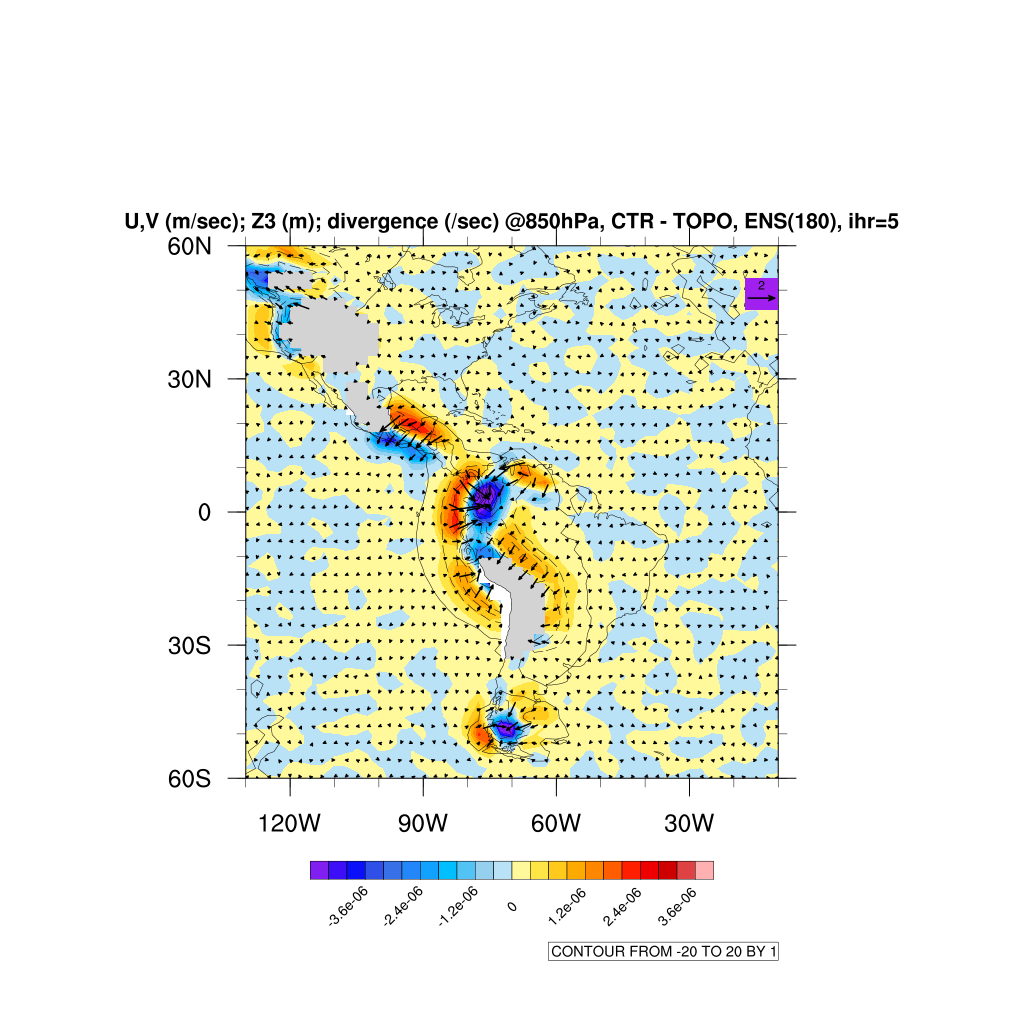 U,V (m/sec); Z3 (m); divergence (/sec) @850hPa, CTR - TOPO, ENS(180), ihr=5
60N
2
30N
0
30S
60S
120W 90W 60W 30W
-3.6e-06 -2.4e-06 -1.2e-06 0 1.2e-06 2.4e-06 3.6e-06
CONTOUR FROM -20 TO 20 BY 1